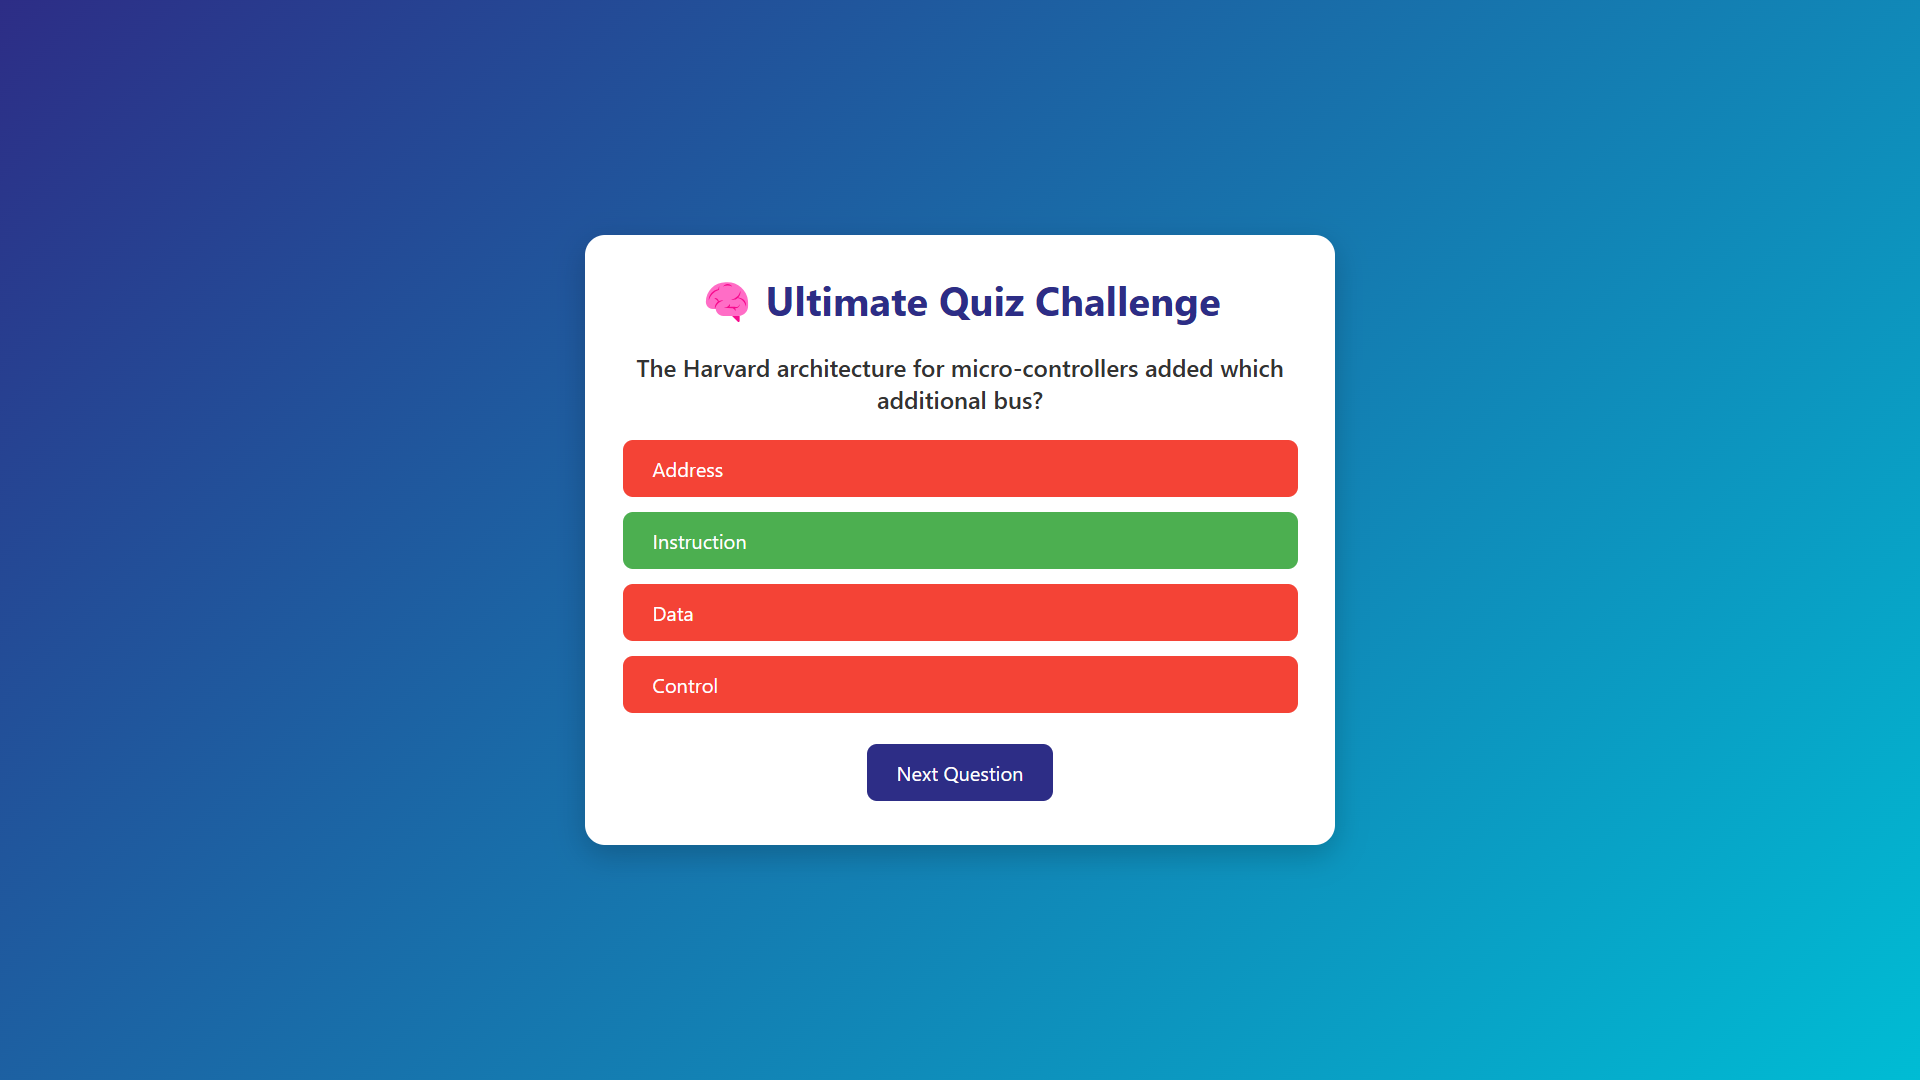 Ultimate Quiz Challenge
The Harvard architecture for micro-controllers added which
additional bus?
Address
Instruction
Data
Control
Next Question